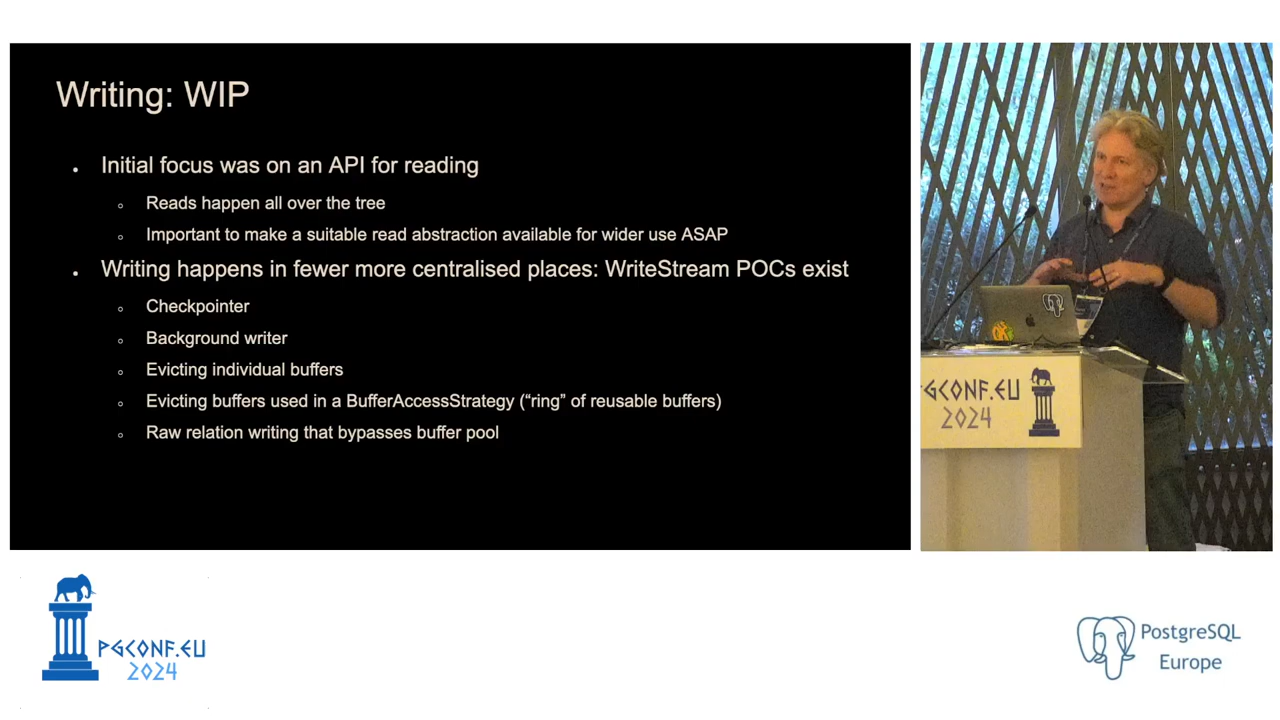 Writing: WIP
Initial focus was on an API for reading
Reads happen all over the tree
Important to make a suitable read abstraction available for wider use ASAP
Writing happens in fewer more centralised places: WriteStream POCs exist
Checkpointer
Background writer
Evicting individual buffers
Evicting buffers used in a BufferAccessStrategy (“ring” of reusable buffers)
Raw relation writing that bypasses buffer pool
PGCONF.EU
2024
PGCONF.EU
2024
PostgreSQL
Europe